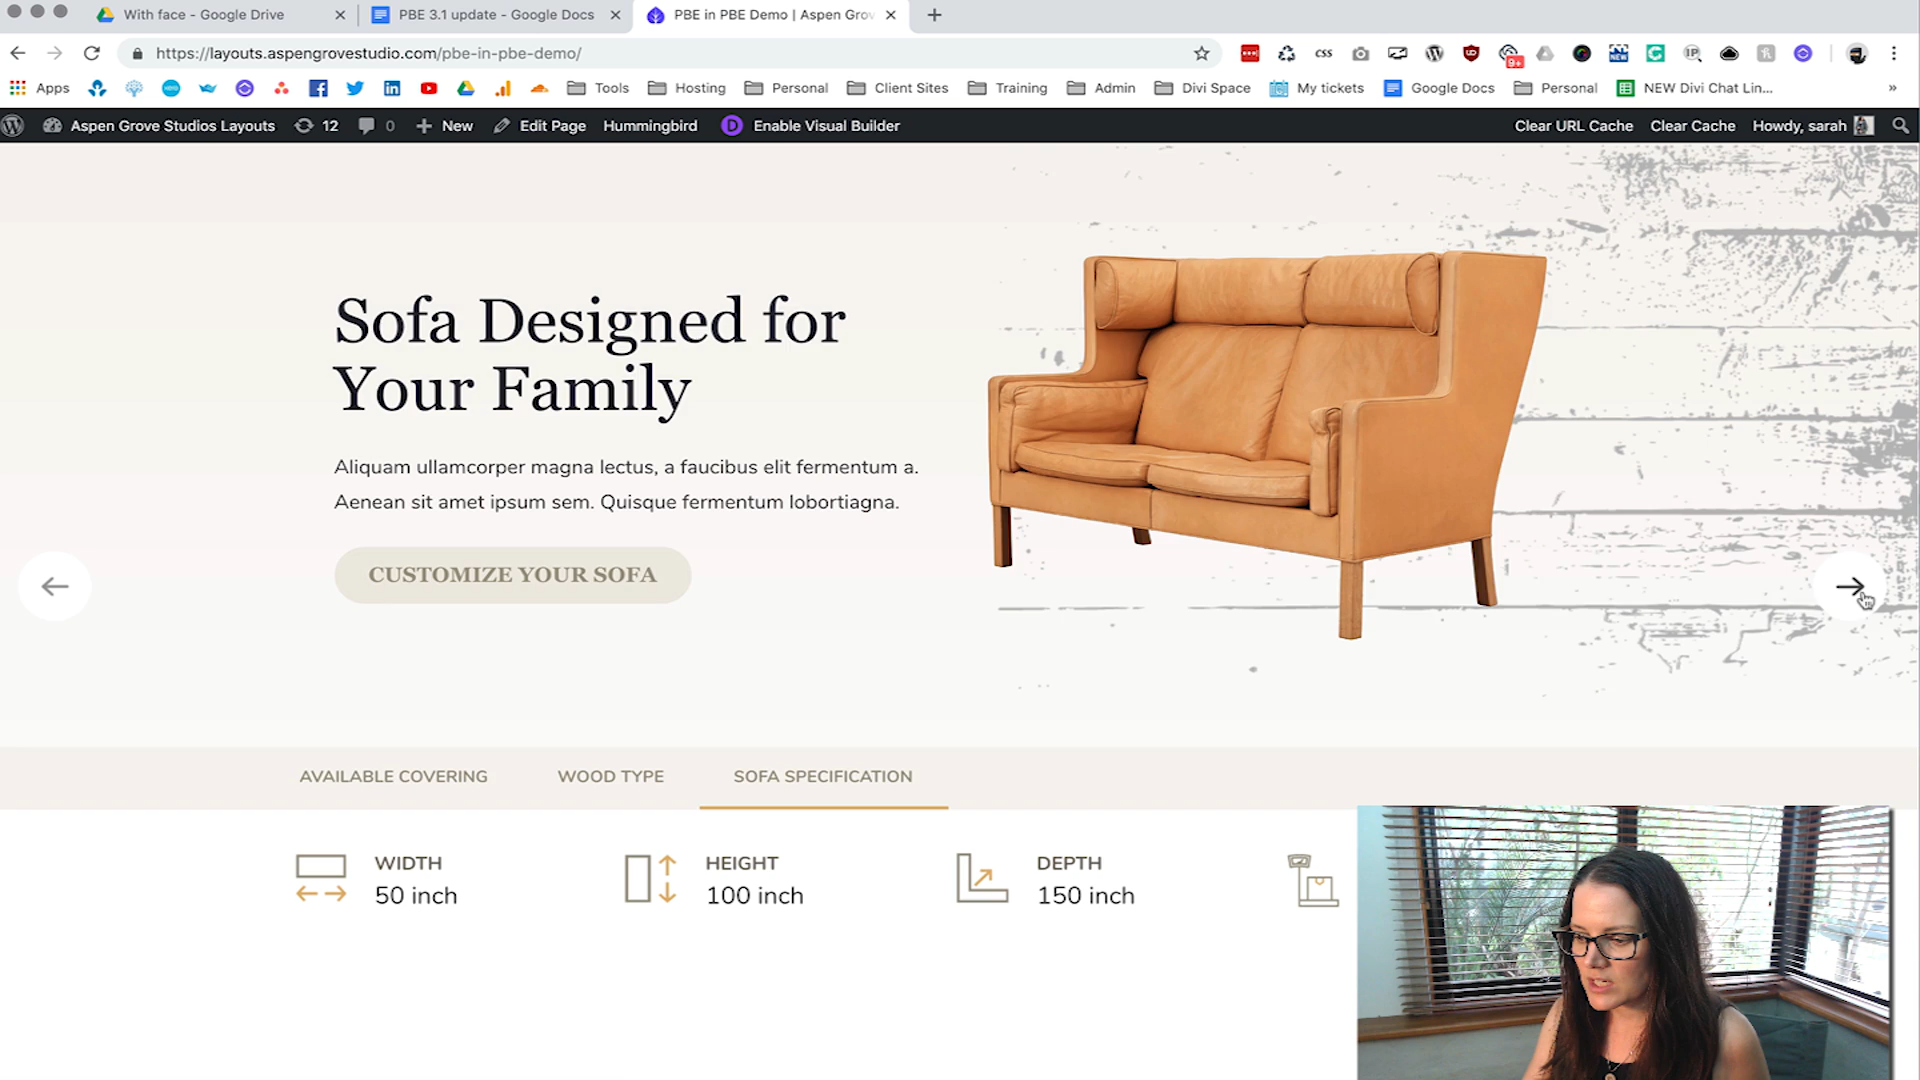 With face - Google Drive
PBE 3.1 update - Google Docs
PBE in PBE Demo | Aspen Grov
https://layouts.aspengrovestudio.com/pbe-in-pbe-demo/
css
NEW
IP
9+
Apps
Tools
Hosting
Personal
Client Sites
Training
Admin
Divi Space
My tickets
Google Docs
Personal
NEW Divi Chat Lin...
»
Aspen Grove Studios Layouts
12
0
New
Edit Page
Hummingbird
D
Enable Visual Builder
Clear URL Cache
Clear Cache
Howdy, sarah
Sofa Designed for
Your Family
Aliquam ullamcorper magna lectus, a faucibus elit fermentum a.
Aenean sit amet ipsum sem. Quisque fermentum lobortiagna.
CUSTOMIZE YOUR SOFA
AVAILABLE COVERING
WOOD TYPE
SOFA SPECIFICATION
WIDTH
50 inch
HEIGHT
100 inch
DEPTH
150 inch